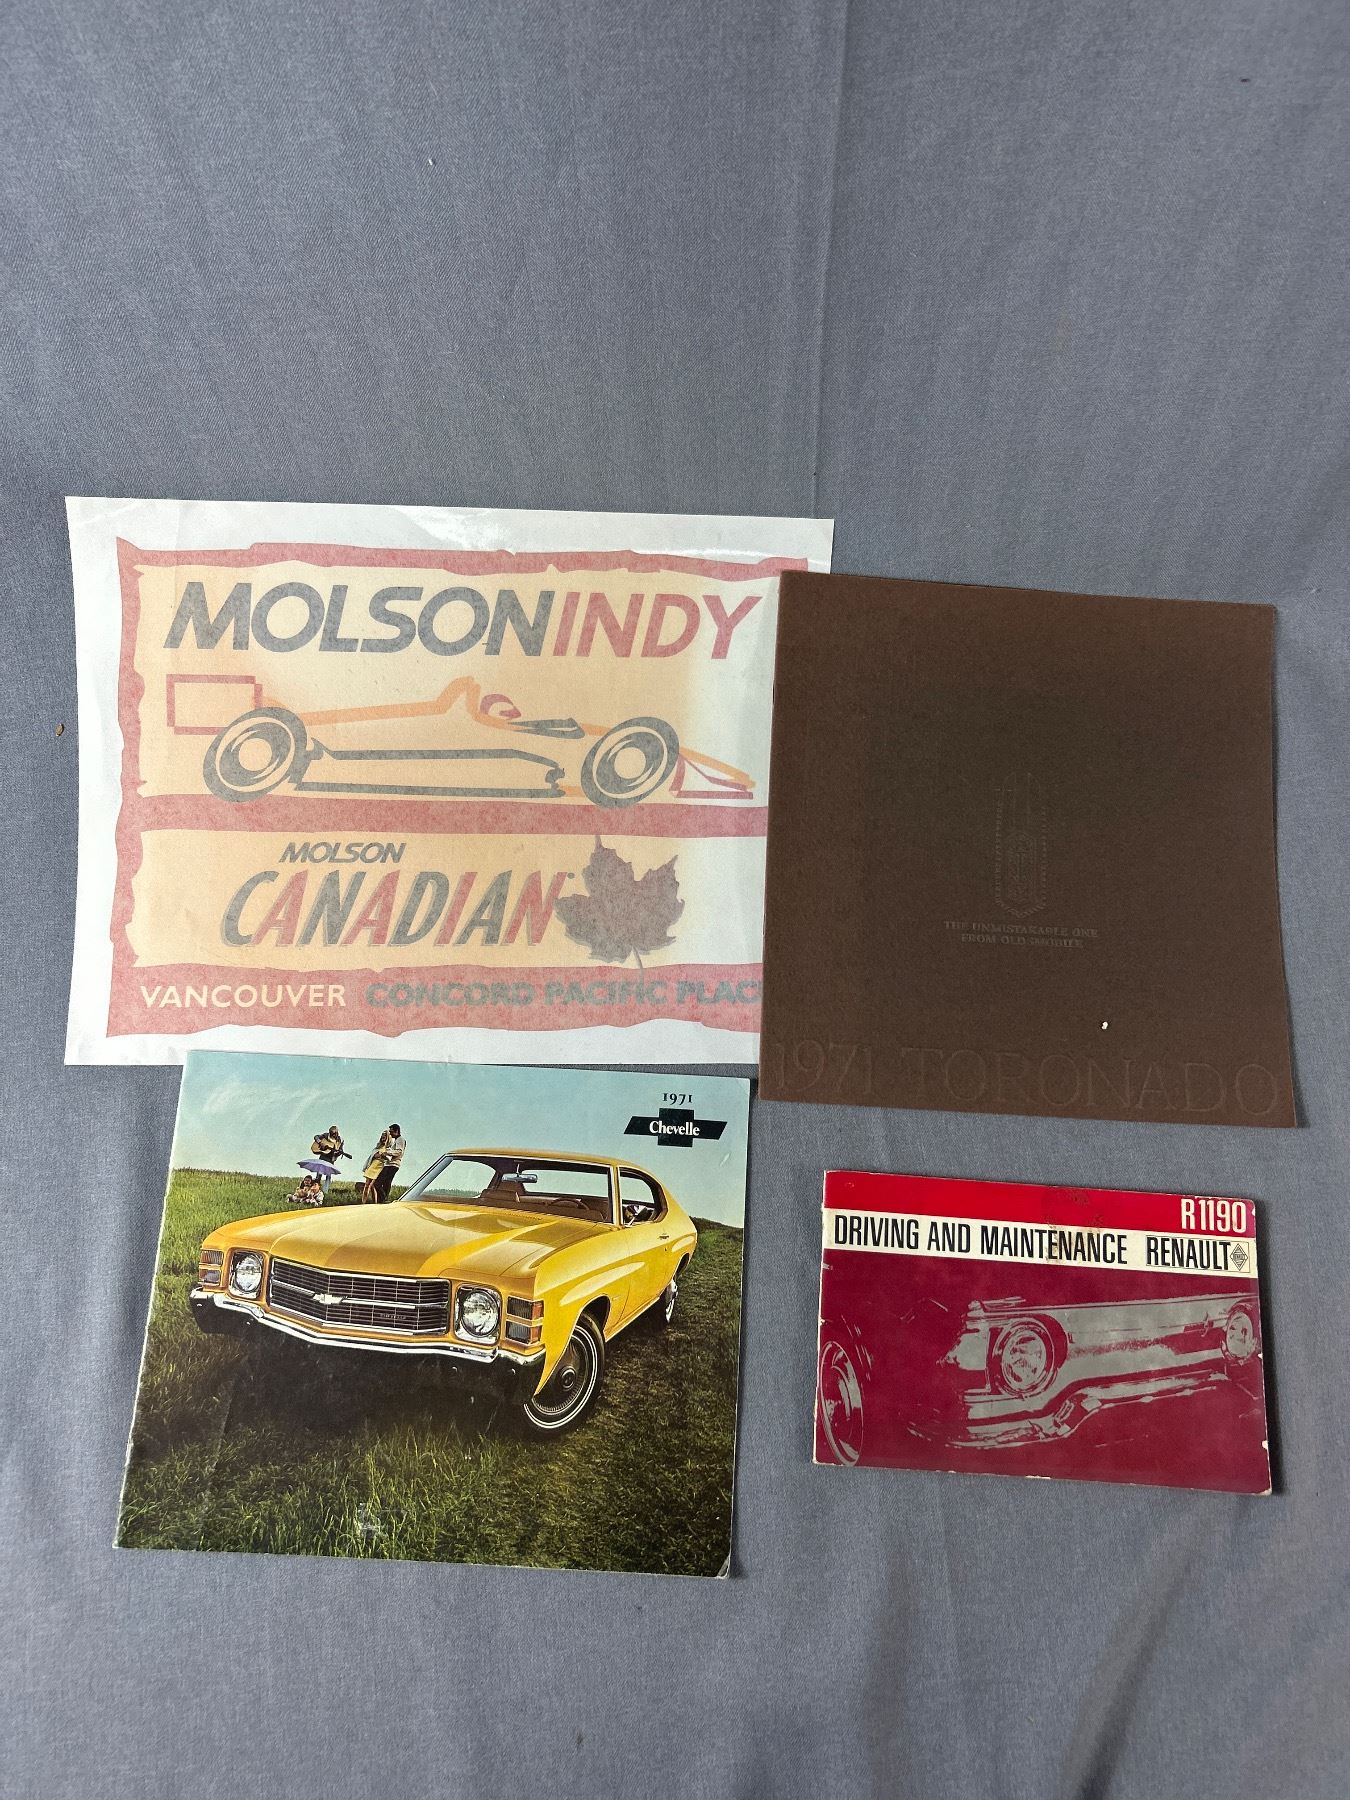 MOLSONINDY
MOLSON
CANADIAN
VANCOUVER CONCORD PACIFIC PLAC
THE UNMISTAKABLE ONE
FROM OLDSMOBILE
1971 TORONADO
1971
Chevelle
R1190
DRIVING AND MAINTENANCE RENAULT
RENAULT